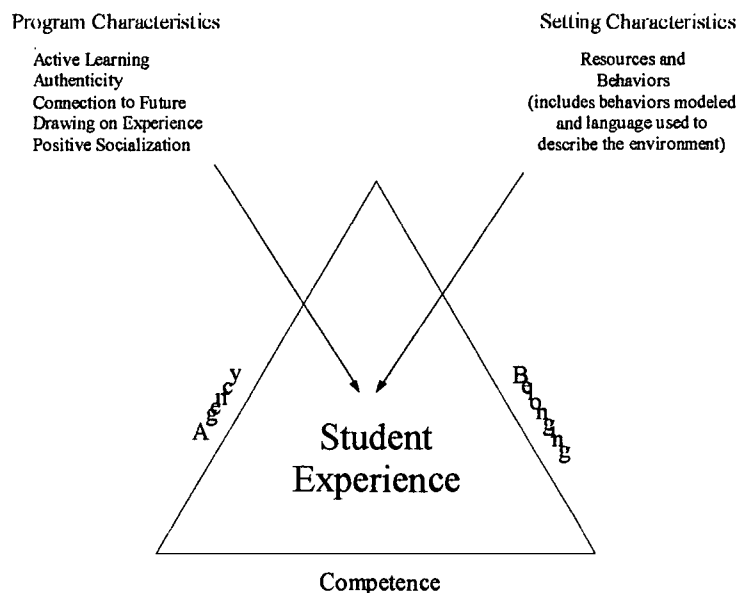 Program Characteristics
Active Learning
Authenticity
Connection to Future
Drawing on Experience
Positive Socialization
Setting Characteristics
Resources and
Behaviors
(includes behaviors modeled
and language used to
describe the environment)
Agency
Belonging
Student
Experience
Competence